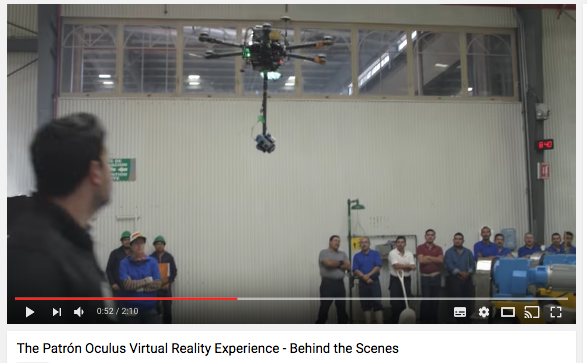 0:52 / 2:10
The Patrón Oculus Virtual Reality Experience - Behind the Scenes